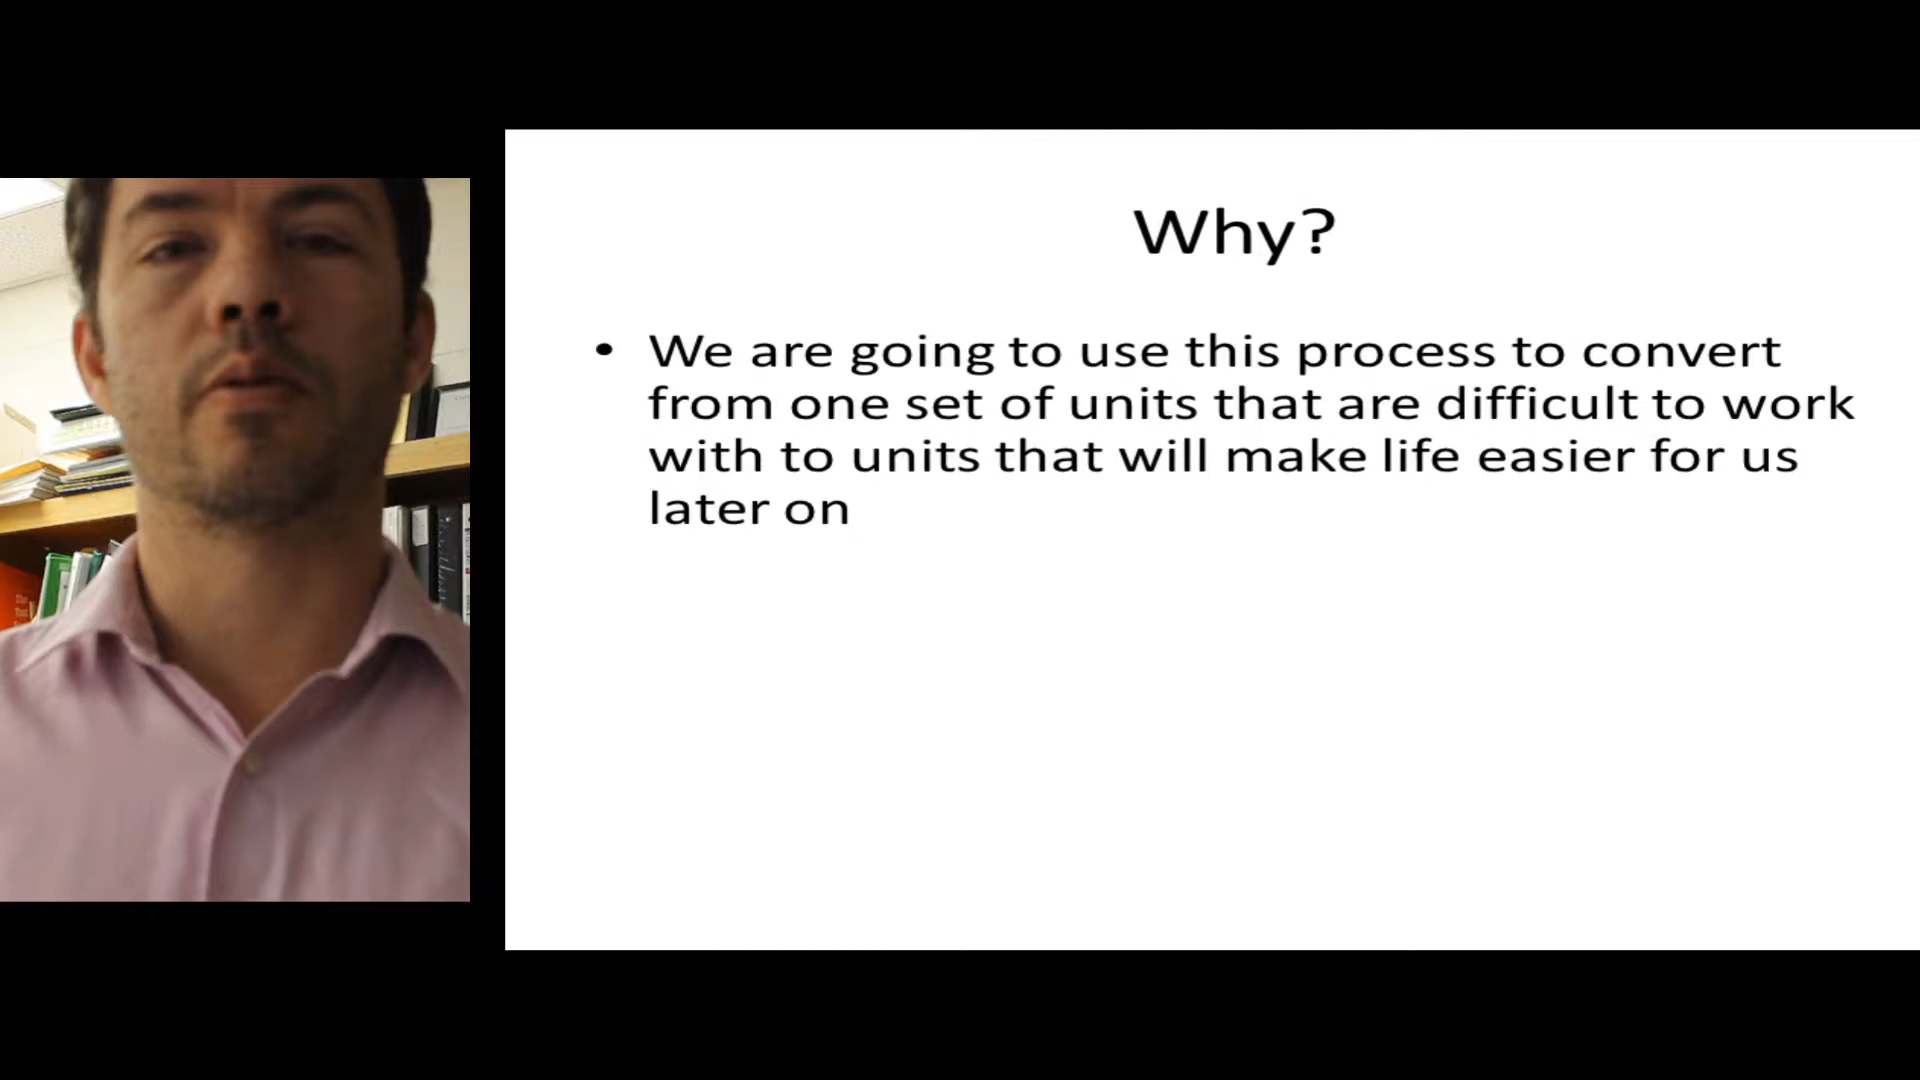 Why?
• We are going to use this process to convert
from one set of units that are difficult to work
with to units that will make life easier for us
later on